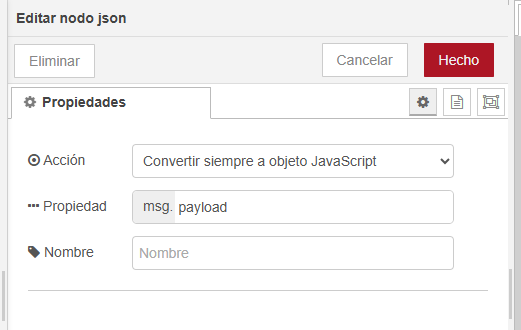 Editar nodo json
Eliminar
Cancelar
Hecho
Propiedades
Acción
Convertir siempre a objeto JavaScript
Propiedad
msg. payload
Nombre
Nombre